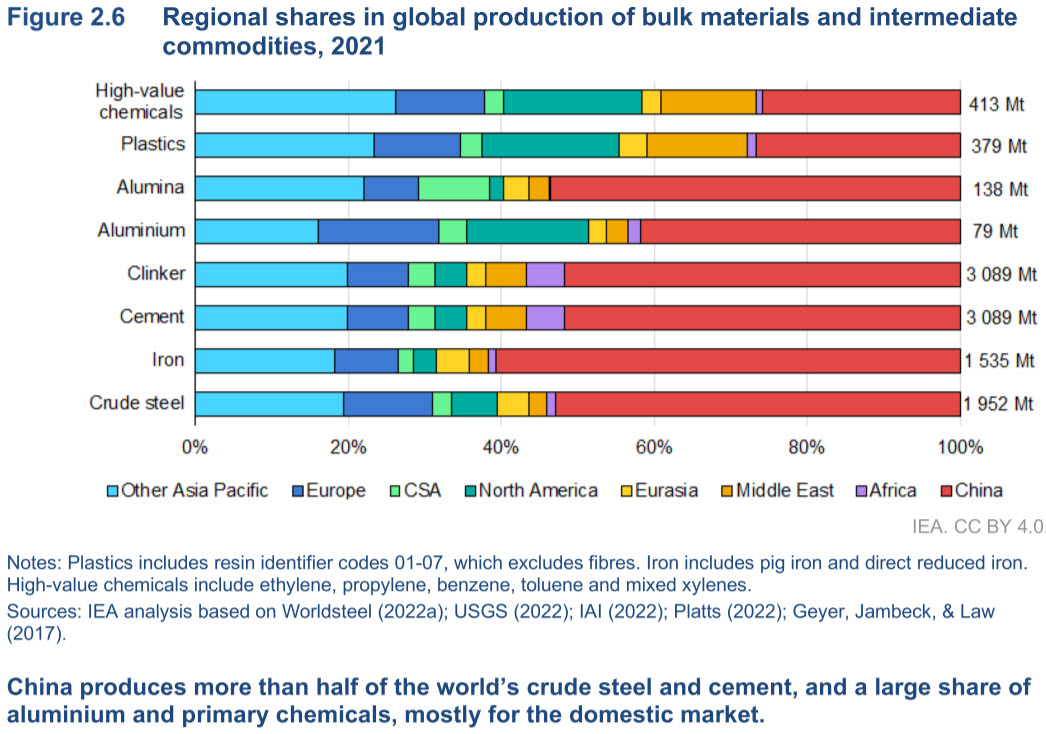 Figure 2.6 Regional shares in global production of bulk materials and intermediate
commodities, 2021
High-value
chemicals
413 Mt
Plastics
379 Mt
Alumina
138 Mt
Aluminium
79 Mt
Clinker
3 089 Mt
Cement
3 089 Mt
Iron
1 535 Mt
Crude steel
1 952 Mt
0% 20% 40% 60% 80% 100%
Other Asia Pacific Europe CSA North America Eurasia Middle East Africa China
IEA. CC BY 4.0
Notes: Plastics includes resin identifier codes 01-07, which excludes fibres. Iron includes pig iron and direct reduced iron.
High-value chemicals include ethylene, propylene, benzene, toluene and mixed xylenes.
Sources: IEA analysis based on Worldsteel (2022a); USGS (2022); IAI (2022); Platts (2022); Geyer, Jambeck, & Law
(2017).
China produces more than half of the world’s crude steel and cement, and a large share of
aluminium and primary chemicals, mostly for the domestic market.